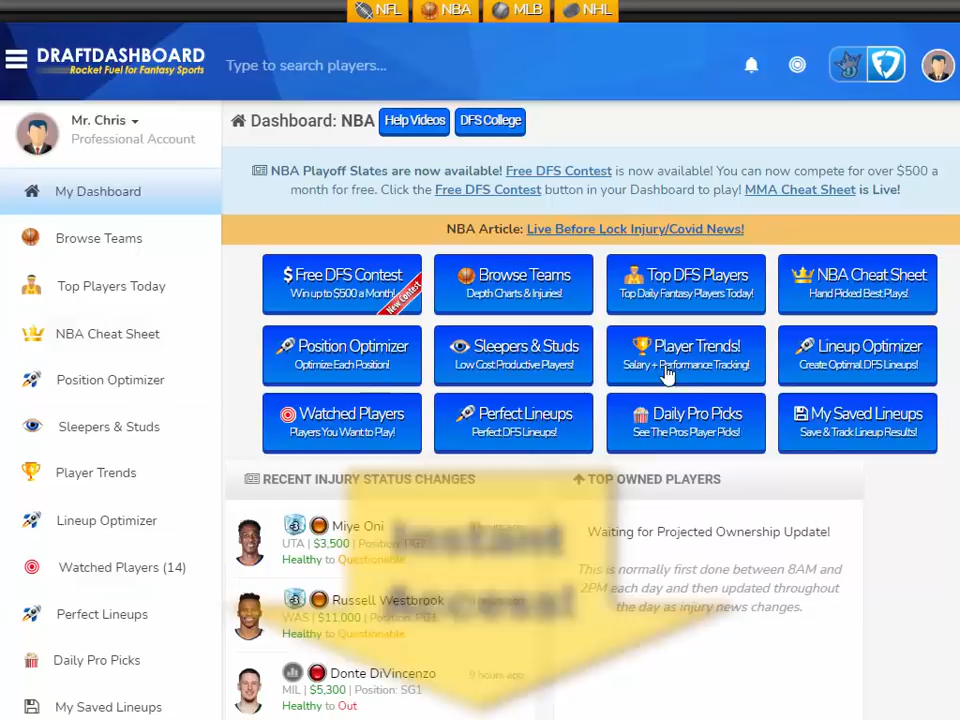 NFL NBA MLB NHL
DRAFTDASHBOARD
Rocket Fuel for Fantasy Sports
Type to search players...
Mr. Chris
Professional Account
Dashboard: NBA Help Videos DFS College
NBA Playoff Slates are now available! Free DFS Contest is now available! You can now compete for over $500 a
month for free. Click the Free DFS Contest button in your Dashboard to play! MMA Cheat Sheet is Live!
NBA Article: Live Before Lock Injury/Covid News!
My Dashboard
Browse Teams
Top Players Today
NBA Cheat Sheet
Position Optimizer
Sleepers & Studs
Player Trends
Lineup Optimizer
Watched Players (14)
Perfect Lineups
Daily Pro Picks
My Saved Lineups
$ Free DFS Contest
Win up to $500 a Month!
New Contest
Browse Teams
Depth Charts & Injuries!
Top DFS Players
Top Daily Fantasy Players Today!
NBA Cheat Sheet
Hand Picked Best Plays!
Position Optimizer
Optimize Each Position!
Sleepers & Studs
Low Cost Productive Players!
Player Trends!
Salary + Performance Tracking!
Lineup Optimizer
Create Optimal DFS Lineups!
Watched Players
Players You Want to Play!
Perfect Lineups
Perfect DFS Lineups!
Daily Pro Picks
See The Pros Player Picks!
My Saved Lineups
Save & Track Lineup Results!
RECENT INJURY STATUS CHANGES
Miye Oni
UTA | $3,500 | Position: PG2
Healthy to Questionable
Russell Westbrook
WAS | $11,000 | Position: PG1
Healthy to Questionable
Donte DiVincenzo 9 hours ago
MIL | $5,300 | Position: SG1
Healthy to Out
TOP OWNED PLAYERS
Waiting for Projected Ownership Update!
This is normally first done between 8AM and
2PM each day and then updated throughout
the day as injury news changes.
Instant